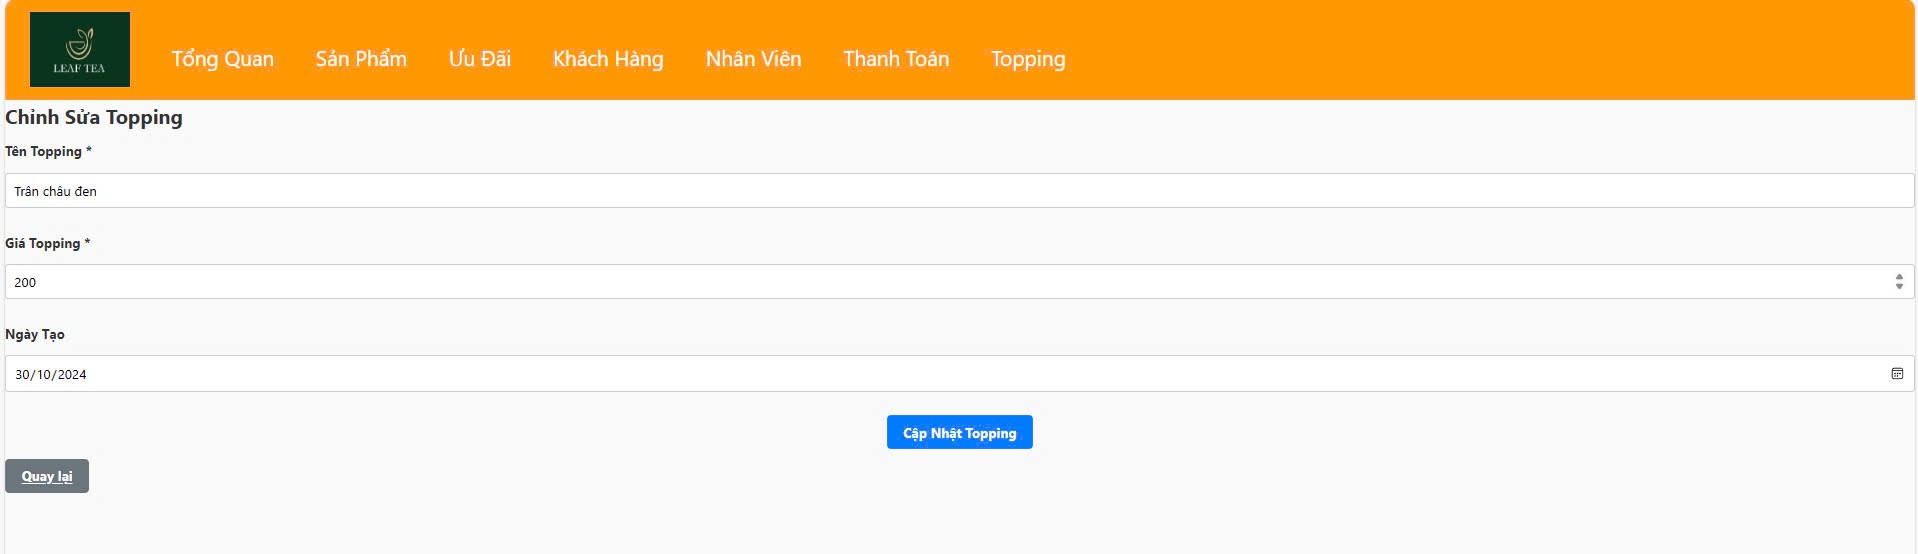 LEAF TEA
Tổng Quan Sản Phẩm Ưu Đãi Khách Hàng Nhân Viên Thanh Toán Topping
Chỉnh Sửa Topping
Tên Topping *
Trân châu đen
Giá Topping *
200
Ngày Tạo
30/10/2024
Cập Nhật Topping
Quay lại